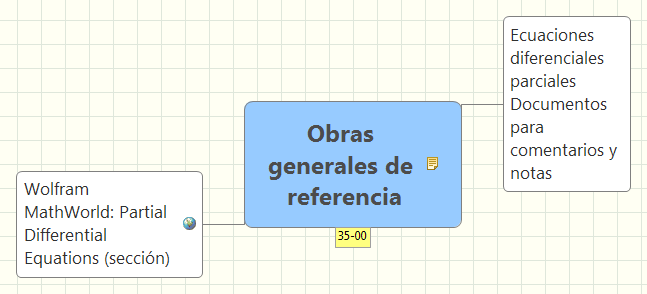 Ecuaciones
diferenciales
parciales
Documentos
para
comentarios y
notas
Obras
generales de
referencia
35-00
Wolfram
MathWorld: Partial
Differential
Equations (sección)